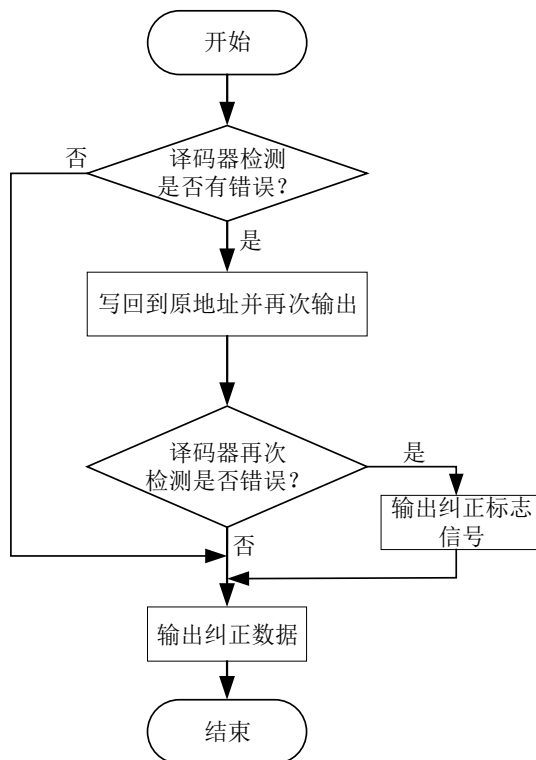 开始
否
译码器检测
是否有错误？
是
写回到原地址并再次输出
译码器再次
检测是否错误？
是
输出纠正标志
信号
否
输出纠正数据
结束